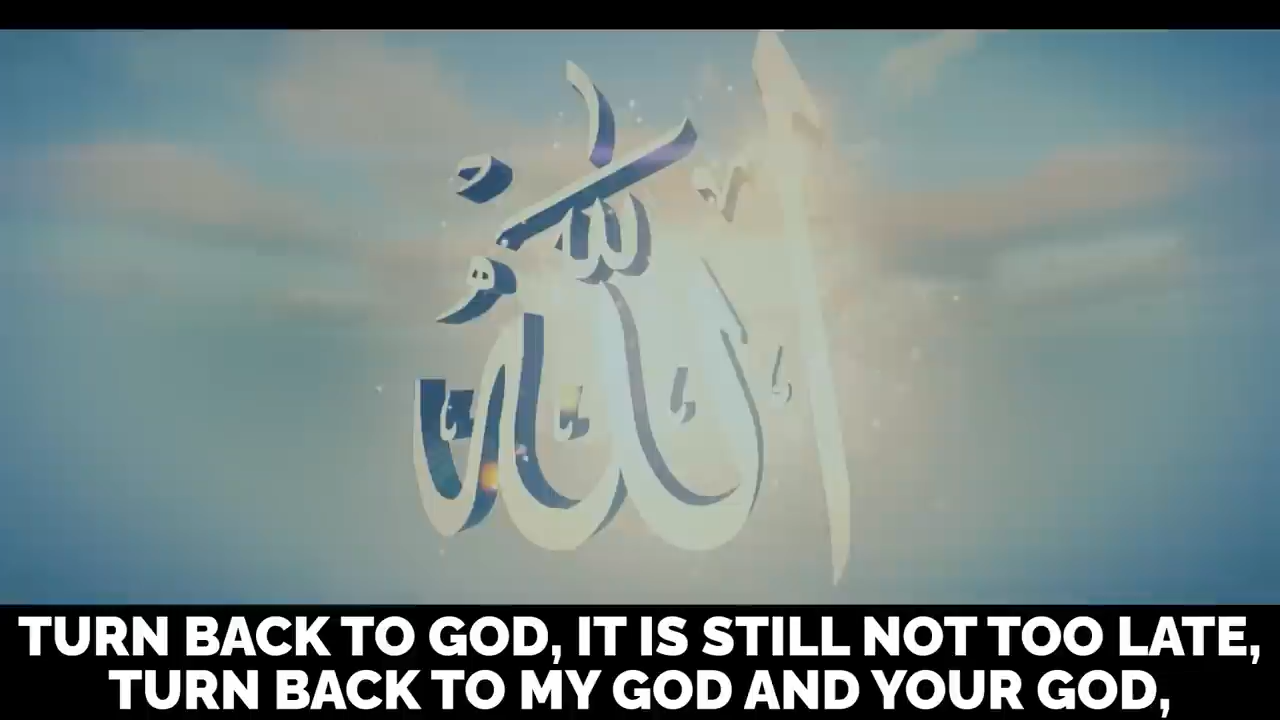 الله
TURN BACK TO GOD, IT IS STILL NOT TOO LATE,
TURN BACK TO MY GOD AND YOUR GOD,